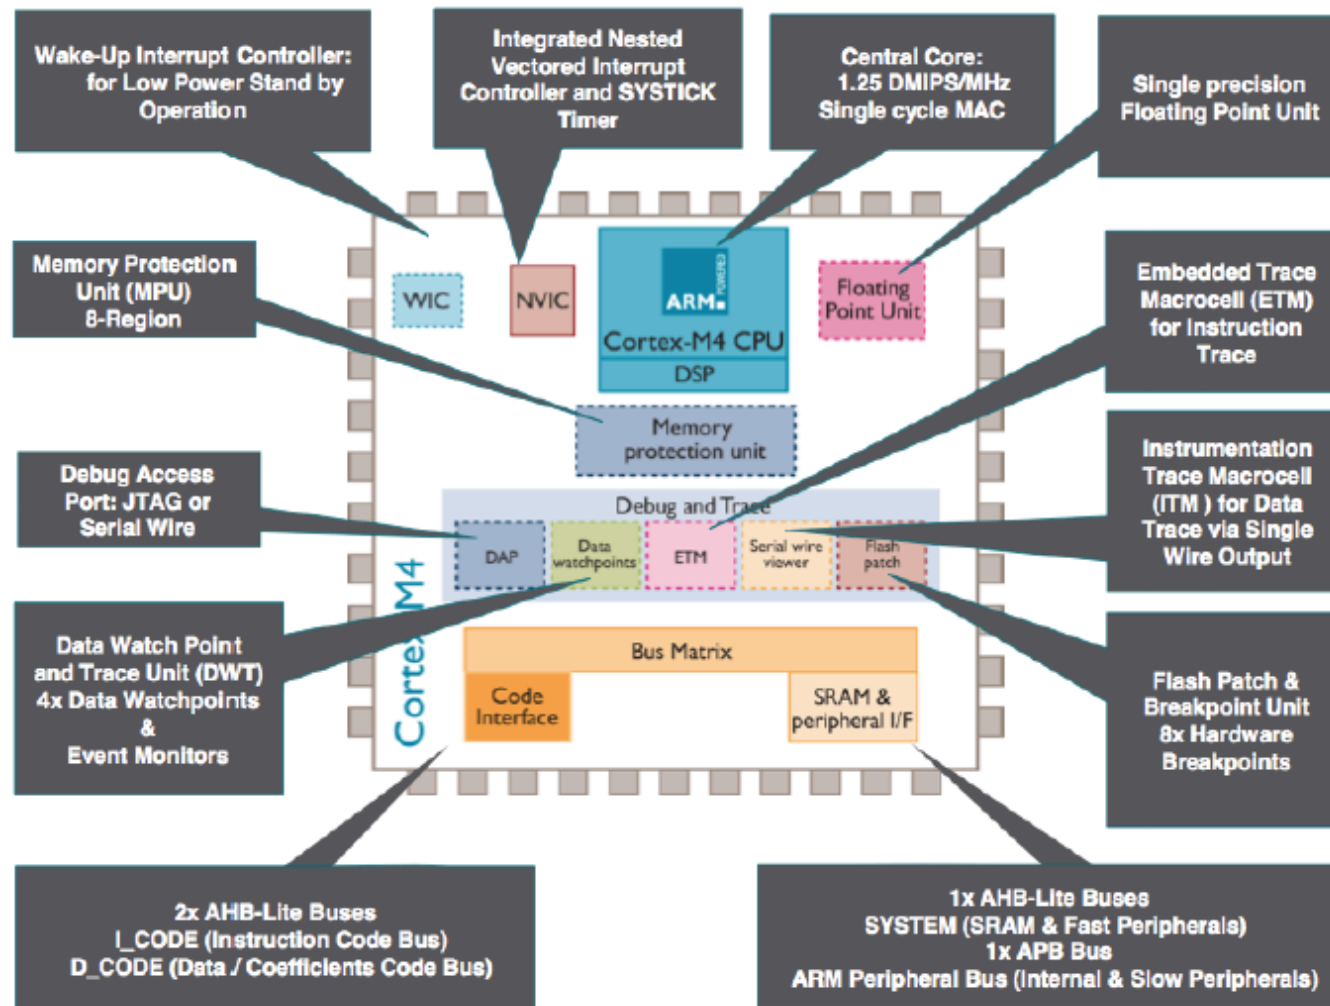 Wake-Up Interrupt Controller:
for Low Power Stand by
Operation
Integrated Nested
Vectored Interrupt
Controller and SYSTICK
Timer
Central Core:
1.25 DMIPS/MHz
Single cycle MAC
Single precision
Floating Point Unit
Memory Protection
Unit (MPU)
8-Region
WIC
NVIC
ARM
POWERED
Cortex-M4 CPU
DSP
Floating
Point Unit
Embedded Trace
Macrocell (ETM)
for Instruction
Trace
Memory
protection unit
Debug Access
Port: JTAG or
Serial Wire
Debug and Trace
DAP
Data
watchpoints
ETM
Serial wire
viewer
Flash
patch
Instrumentation
Trace Macrocell
(ITM ) for Data
Trace via Single
Wire Output
Cortex-M4
Data Watch Point
and Trace Unit (DWT)
4x Data Watchpoints
&
Event Monitors
Bus Matrix
Code
Interface
SRAM &
peripheral I/F
Flash Patch &
Breakpoint Unit
8x Hardware
Breakpoints
2x AHB-Lite Buses
I_CODE (Instruction Code Bus)
D_CODE (Data / Coefficients Code Bus)
1x AHB-Lite Buses
SYSTEM (SRAM & Fast Peripherals)
1x APB Bus
ARM Peripheral Bus (Internal & Slow Peripherals)